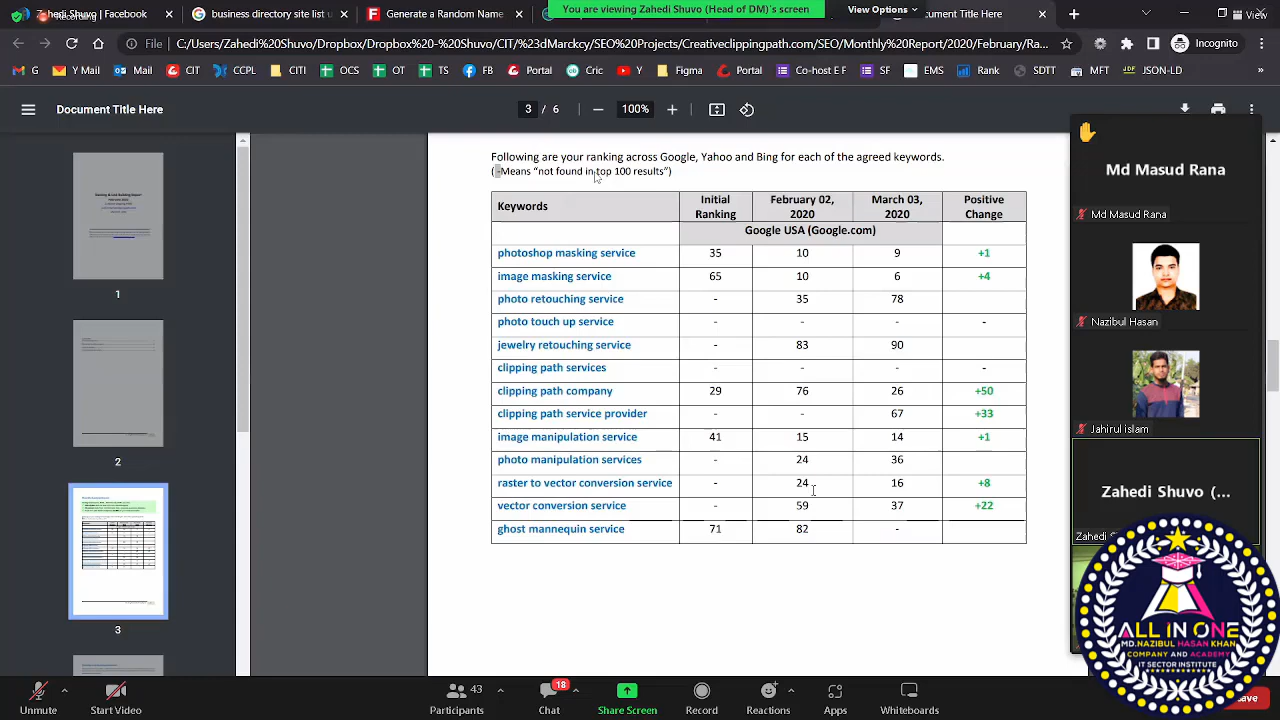 skills - Facebook
business directory site list u
Generate a Random Name
You are viewing Zahedi Shuvo (Head of DM)'s screen
View Options
ocument Title Here
View
File
C:/Users/Zahedi%20Shuvo/Dropbox/Dropbox%20-%20Shuvo/CIT/3dMarcky/SEO%20Projects/Creativeclippingpath.com/SEO/Monthly%20Report/2020/February/Ra...
Incognito
G
Y Mail
Mail
CIT
CCPL
CITI
OCS
OT
TS
FB
Cric
Y
Figma
Portal
Co-host E F
SF
EMS
Rank
SDT
MFT
JSON-LD
Document Title Here
3 / 6
100%
1
2
3
Following are your ranking across Google, Yahoo and Bing for each of the agreed keywords.
( -Means "not found in top 100 results")
Keywords Initial Ranking February 02, 2020 March 03, 2020 Positive Change
Google USA (Google.com)
photoshop masking service 35 10 9 +1
image masking service 65 10 6 +4
photo retouching service - 35 78
photo touch up service - - - -
jewelry retouching service - 83 90
clipping path services - - - -
clipping path company 29 76 26 +50
clipping path service provider - - 67 +33
image manipulation service 41 15 14 +1
photo manipulation services - 24 36
raster to vector conversion service - 24 16 +8
vector conversion service - 59 37 +22
ghost mannequin service 71 82 -
Md Masud Rana
Md Masud Rana
Nazibul Hasan
Jahirul islam
Zahedi Shuvo (...
Zahedi S
ALL IN ONE
MD.NAZIBUL HASAN KHAN
COMPANY AND ACADEMY
IT SECTOR INSTITUTE
Unmute
Start Video
Participants
43
Chat
18
Share Screen
Record
Reactions
Apps
Whiteboards